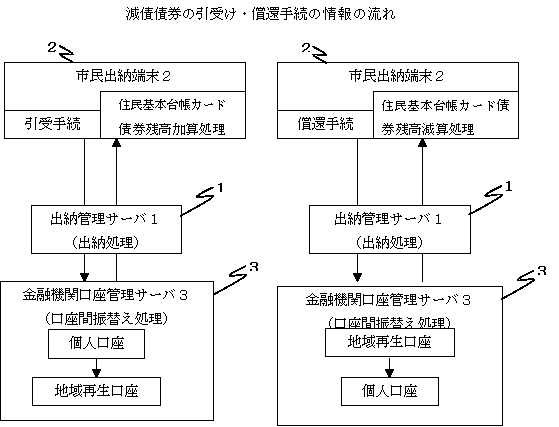 減債債券の引受け・償還手続の情報の流れ
2
市民出納端末２
引受手続
住民基本台帳カード
債券残高加算処理
1
出納管理サーバ１
（出納処理）
3
金融機関口座管理サーバ３
（口座間振替え処理）
個人口座
地域再生口座
2
市民出納端末２
償還手続
住民基本台帳カード債
券残高減算処理
1
出納管理サーバ１
（出納処理）
3
金融機関口座管理サーバ３
（口座間振替え処理）
地域再生口座
個人口座